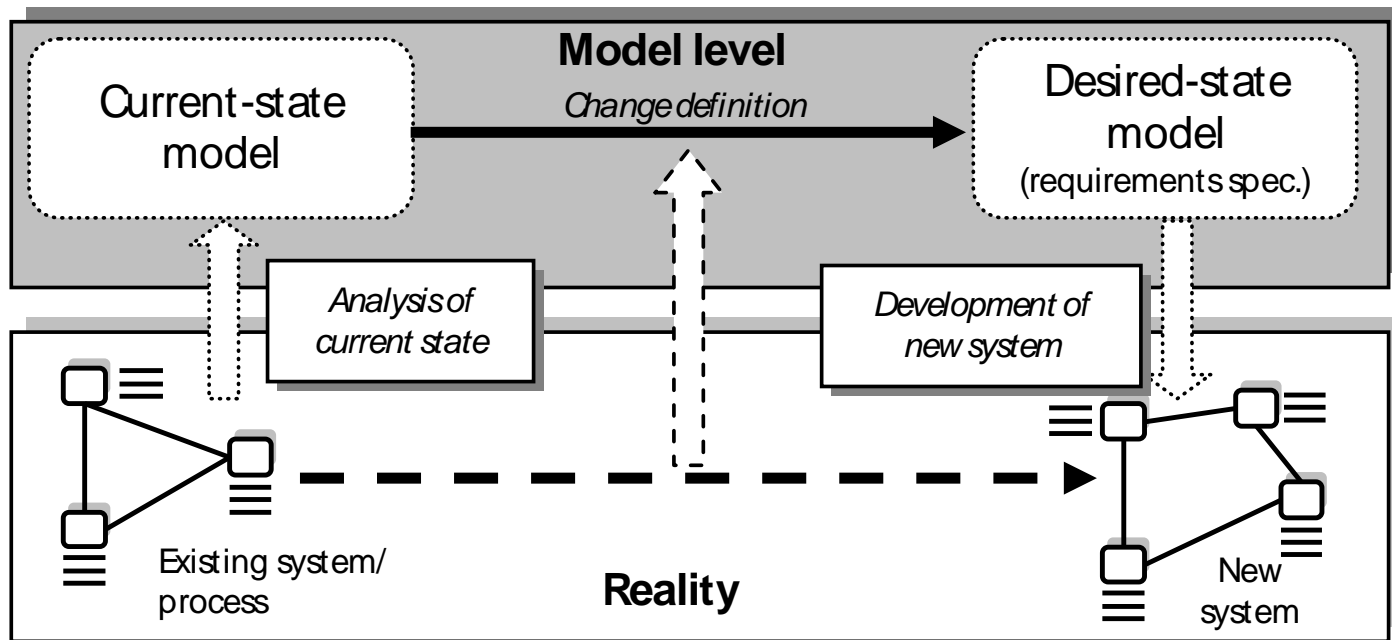 Model level
Change definition
Current-state
model
Desired-state
model
(requirements spec.)
Analysis of
current state
Development of
new system
Existing system/
process
Reality
New
system